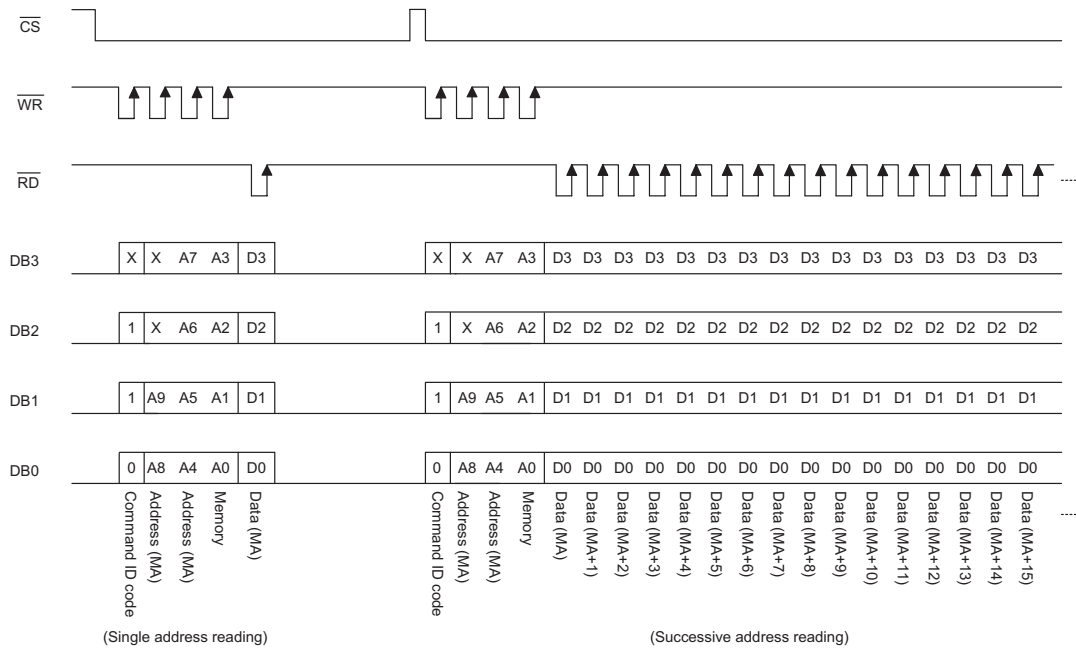 CS
WR
RD
DB3 X X A7 A3 D3 X X A7 A3 D3 D3 D3 D3 D3 D3 D3 D3 D3 D3 D3 D3 D3 D3 D3 D3
DB2 1 X A6 A2 D2 1 X A6 A2 D2 D2 D2 D2 D2 D2 D2 D2 D2 D2 D2 D2 D2 D2 D2 D2
DB1 1 A9 A5 A1 D1 1 A9 A5 A1 D1 D1 D1 D1 D1 D1 D1 D1 D1 D1 D1 D1 D1 D1 D1 D1
DB0 0 A8 A4 A0 D0 0 A8 A4 A0 D0 D0 D0 D0 D0 D0 D0 D0 D0 D0 D0 D0 D0 D0 D0 D0
Command ID code
Address (MA)
Address (MA)
Memory
Data (MA)
Command ID code
Address (MA)
Address (MA)
Memory
Data (MA)
Data (MA+1)
Data (MA+2)
Data (MA+3)
Data (MA+4)
Data (MA+5)
Data (MA+6)
Data (MA+7)
Data (MA+8)
Data (MA+9)
Data (MA+10)
Data (MA+11)
Data (MA+12)
Data (MA+13)
Data (MA+14)
Data (MA+15)
(Single address reading)
(Successive address reading)